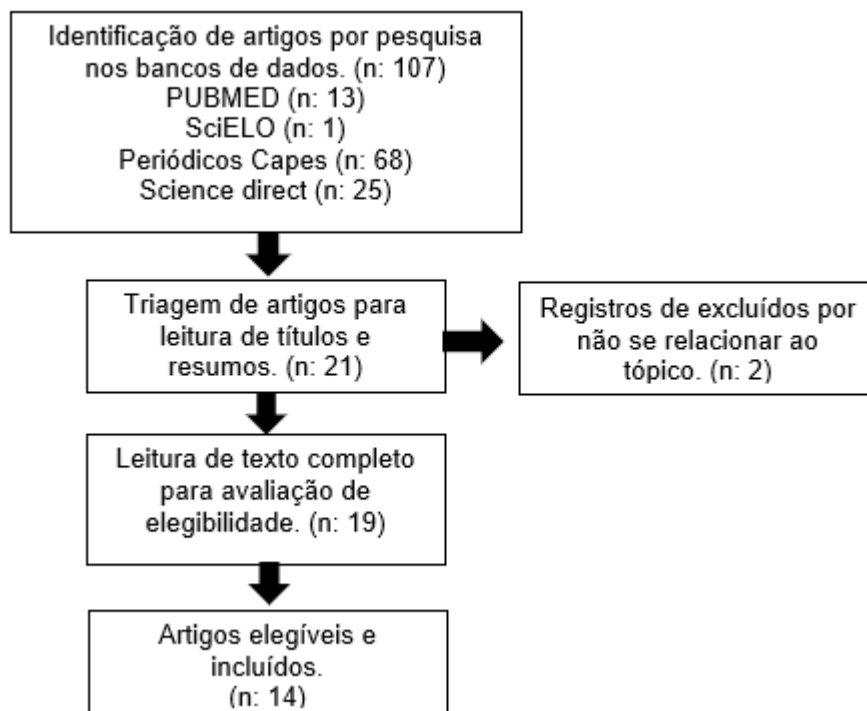 Identificação de artigos por pesquisa
nos bancos de dados. (n: 107)
PUBMED (n: 13)
SciELO (n: 1)
Periódicos Capes (n: 68)
Science direct (n: 25)
Triagem de artigos para
leitura de títulos e
resumos. (n: 21)
Registros de excluídos por
não se relacionar ao
tópico. (n: 2)
Leitura de texto completo
para avaliação de
elegibilidade. (n: 19)
Artigos elegíveis e
incluídos.
(n: 14)